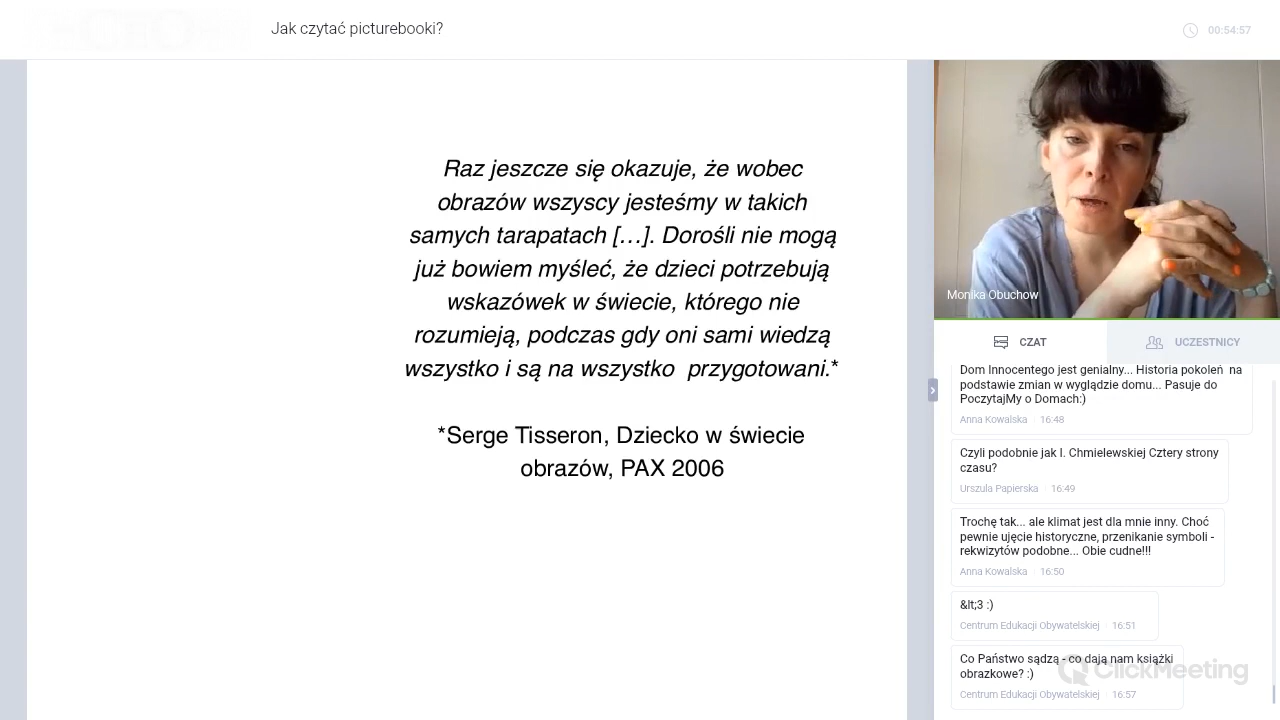 Jak czytać picturebooki?
00:54:57
Raz jeszcze się okazuje, że wobec
obrazów wszyscy jesteśmy w takich
samych tarapatach [...]. Dorośli nie mogą
już bowiem myśleć, że dzieci potrzebują
wskazówek w świecie, którego nie
rozumieją, podczas gdy oni sami wiedzą
wszystko i są na wszystko  przygotowani.*
*Serge Tisseron, Dziecko w świecie
obrazów, PAX 2006
Monika Obuchow
CZAT
UCZESTNICY
Dom Innocentego jest genialny... Historia pokoleń  na
podstawie zmian w wyglądzie domu... Pasuje do
PoczytajMy o Domach:)
Anna Kowalska 16:48
Czyli podobnie jak I. Chmielewskiej Cztery strony
czasu?
Urszula Papierska 16:49
Trochę tak... ale klimat jest dla mnie inny. Choć
pewnie ujęcie historyczne, przenikanie symboli -
rekwizytów podobne... Obie cudne!!!
Anna Kowalska 16:50
&lt;3 :)
Centrum Edukacji Obywatelskiej 16:51
Co Państwo sądzą - co dają nam książki
obrazkowe? :)
Centrum Edukacji Obywatelskiej 16:57
ClickMeeting